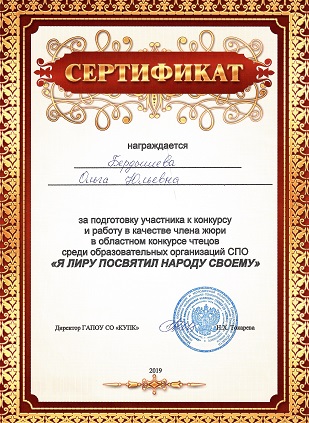 СЕРТИФИКАТ
награждается
Бердышева
Ольга Юльевна
за подготовку участника к конкурсу
и работу в качестве члена жюри
в областном конкурсе чтецов
среди образовательных организаций СПО
«Я ЛИРУ ПОСВЯТИЛ НАРОДУ СВОЕМУ»
Директор ГАПОУ СО «КУПК» Н.Х. Токарева
2019